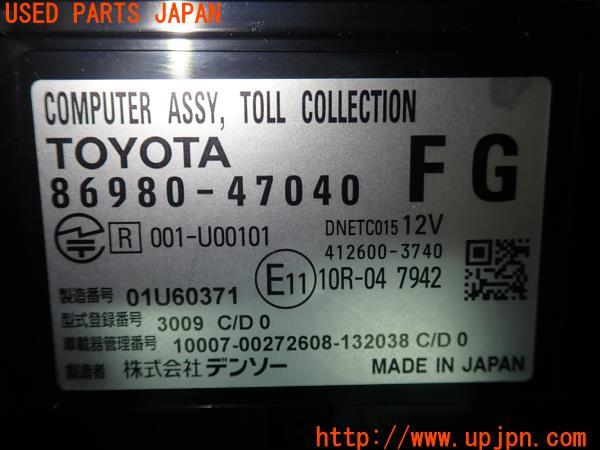 USED PARTS JAPAN
COMPUTER ASSY, TOLL COLLECTION
TOYOTA
FG
86980-47040
R 001-U00101
DNETC015 12V
412600-3740
E11 10R-04 7942
製造番号 01U60371
型式登録番号 3009 C/D 0
車載器管理番号 10007-00272608-132038 C/D 0
製造者 株式会社デンソー MADE IN JAPAN
http://www.upjpn.com